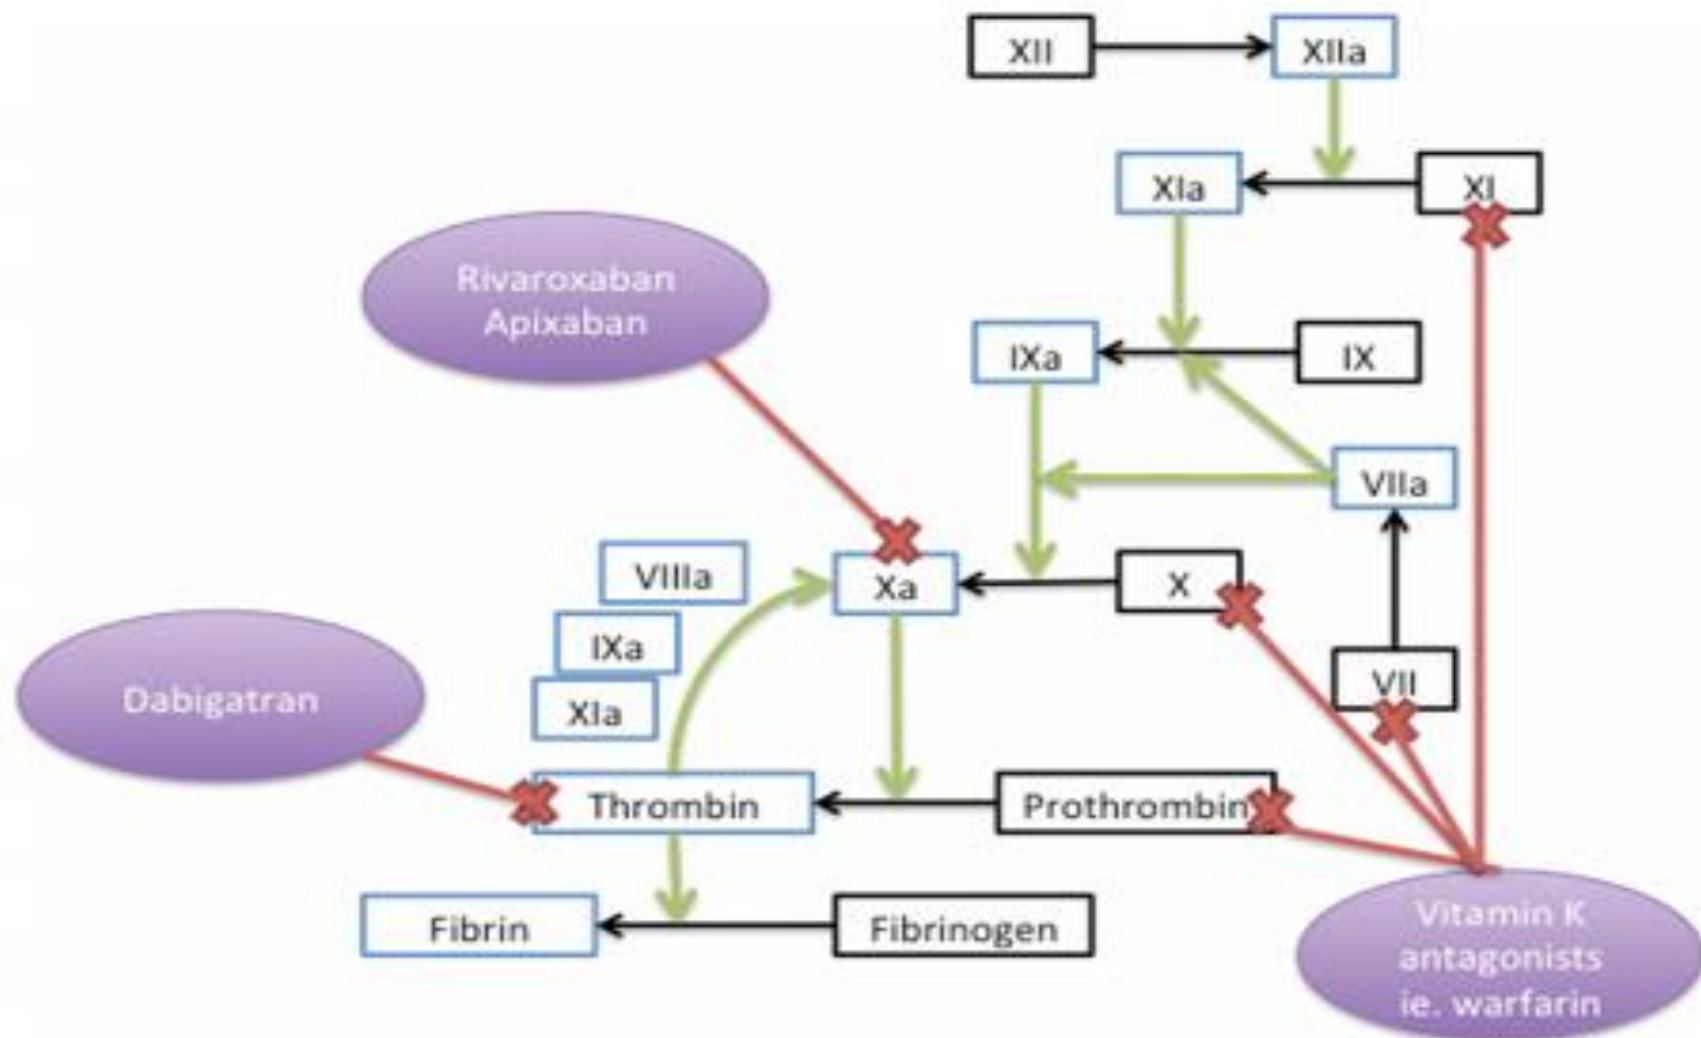 XII
XIIa
XIa
XI
Rivaroxaban
Apixaban
IXa
IX
VIIa
VIIIa
Xa
X
IXa
XIa
VII
Dabigatran
Thrombin
Prothrombin
Fibrin
Fibrinogen
Vitamin K
antagonists
ie. warfarin